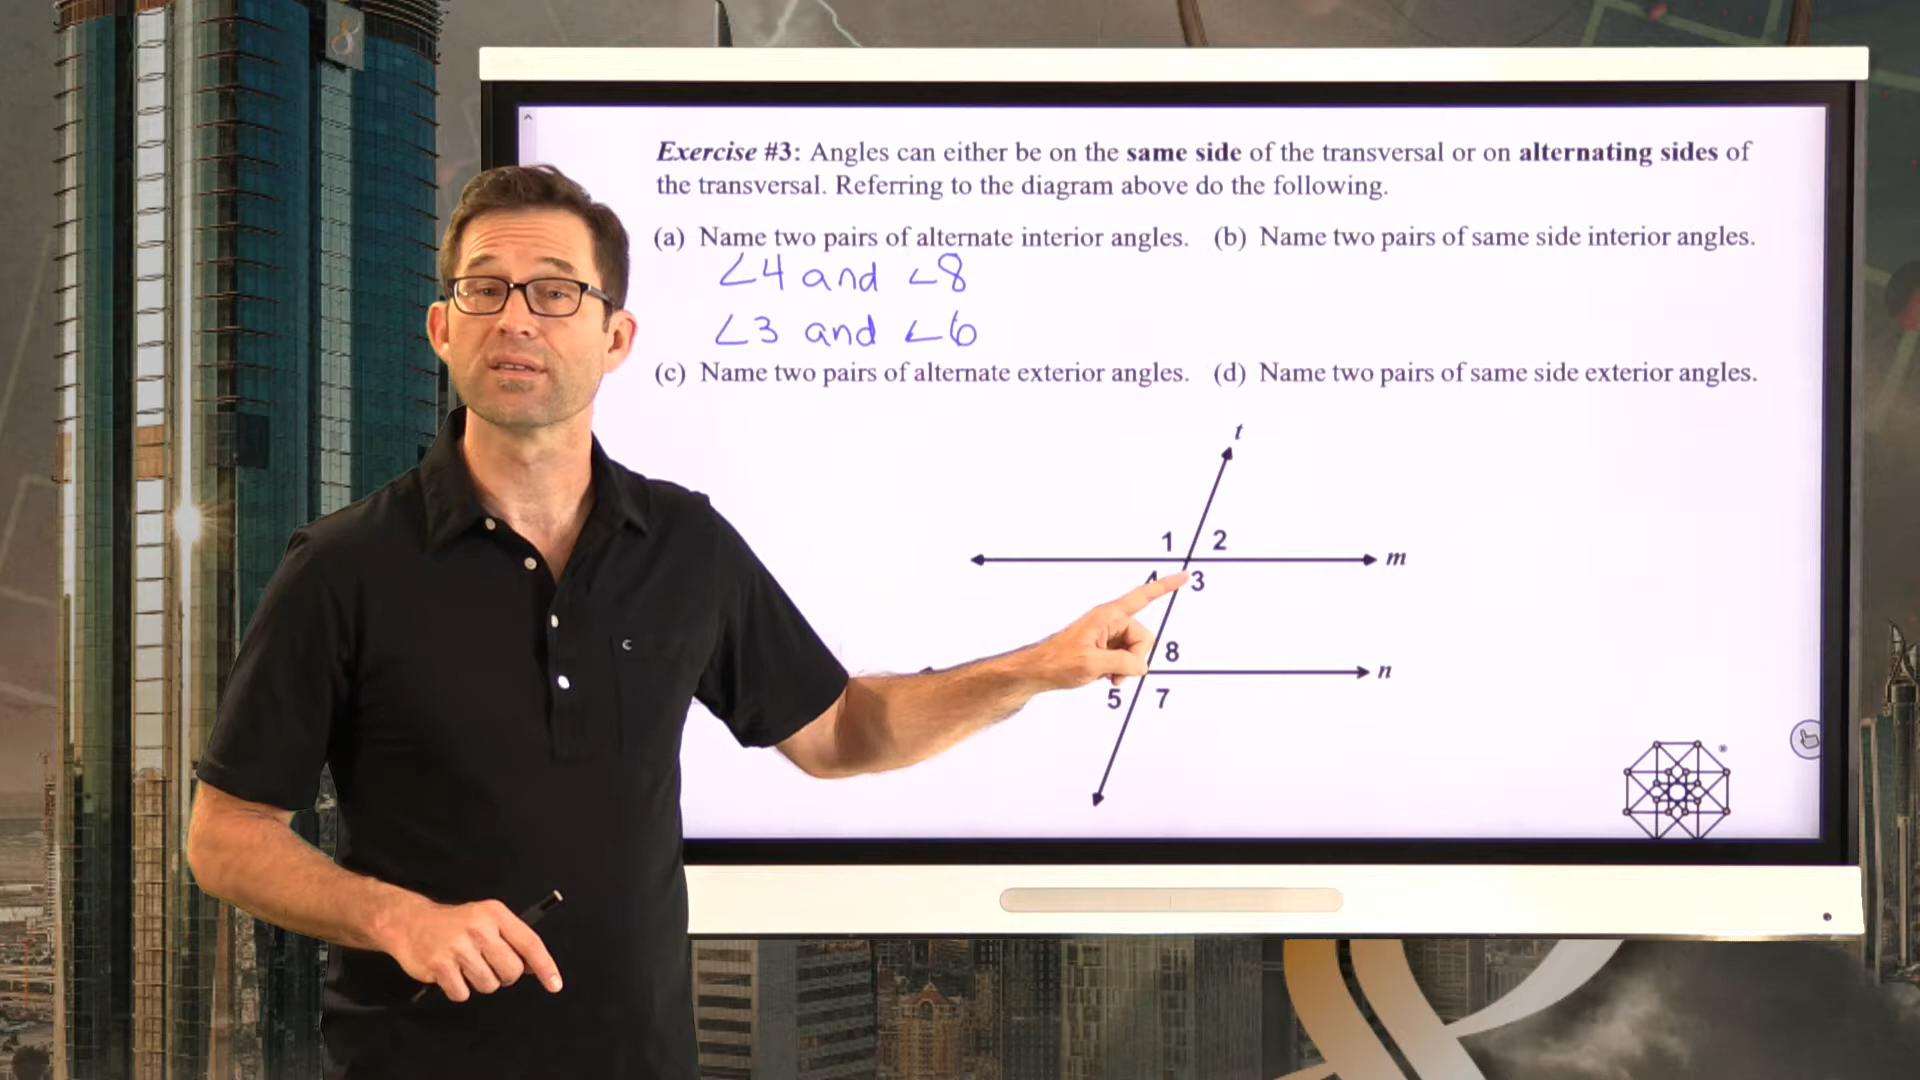 Exercise #3: Angles can either be on the same side of the transversal or on alternating sides of
the transversal. Referring to the diagram above do the following.
(a) Name two pairs of alternate interior angles. (b) Name two pairs of same side interior angles.
∠4 and ∠8
∠3 and ∠6
(c) Name two pairs of alternate exterior angles. (d) Name two pairs of same side exterior angles.
t
1 2
m
4 3
8
n
5 7